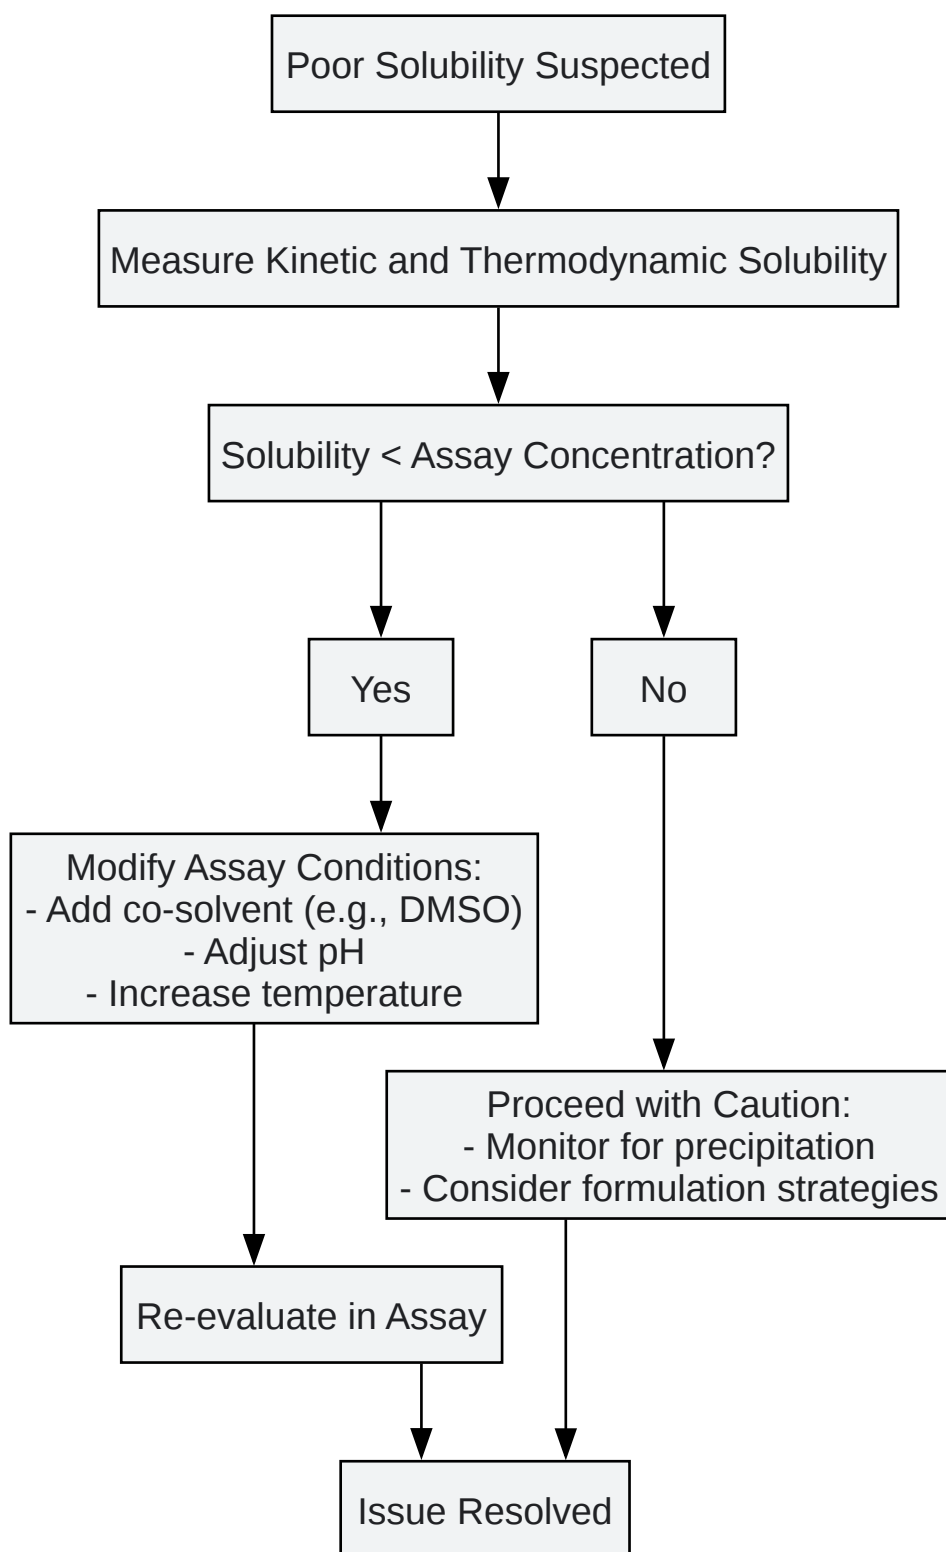 Poor Solubility Suspected
Measure Kinetic and Thermodynamic Solubility
Solubility < Assay Concentration?
Yes
No
Modify Assay Conditions:
- Add co-solvent (e.g., DMSO)
- Adjust pH
- Increase temperature
Proceed with Caution:
- Monitor for precipitation
- Consider formulation strategies
Re-evaluate in Assay
Issue Resolved